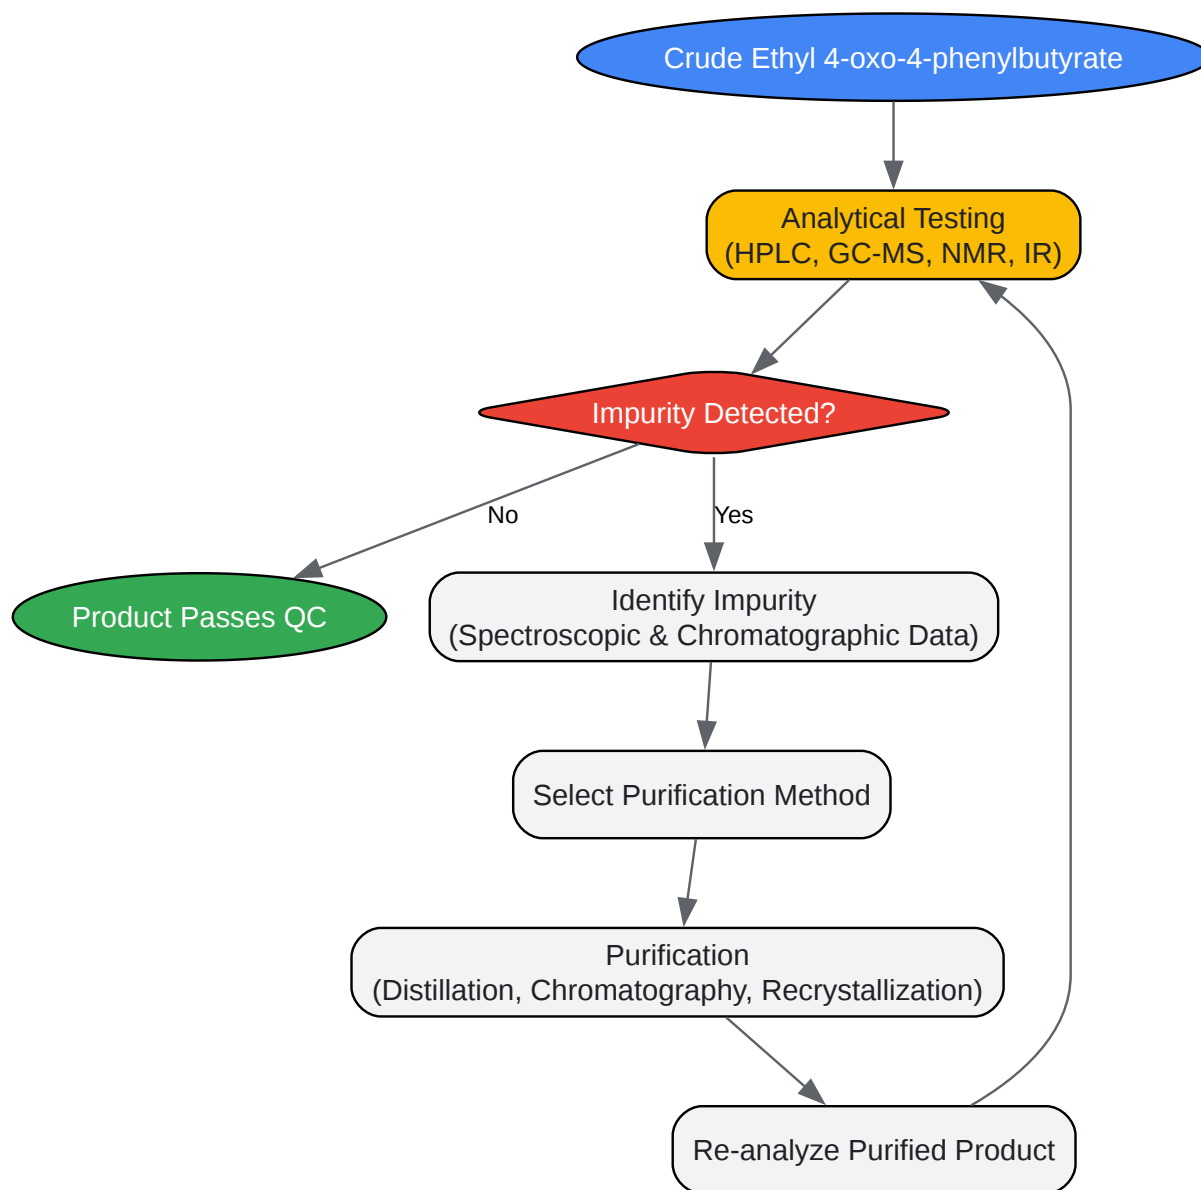 Crude Ethyl 4-oxo-4-phenylbutyrate
Analytical Testing
(HPLC, GC-MS, NMR, IR)
Impurity Detected?
No
Yes
Product Passes QC
Identify Impurity
(Spectroscopic & Chromatographic Data)
Select Purification Method
Purification
(Distillation, Chromatography, Recrystallization)
Re-analyze Purified Product